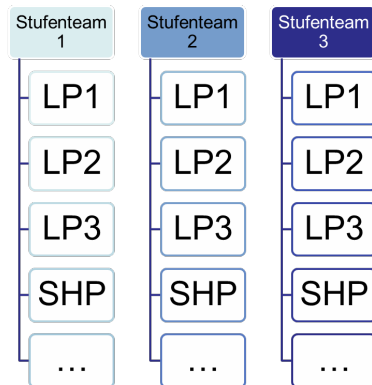 Stufenteam
1
LP1
LP2
LP3
SHP
...
Stufenteam
2
LP1
LP2
LP3
SHP
...
Stufenteam
3
LP1
LP2
LP3
SHP
...